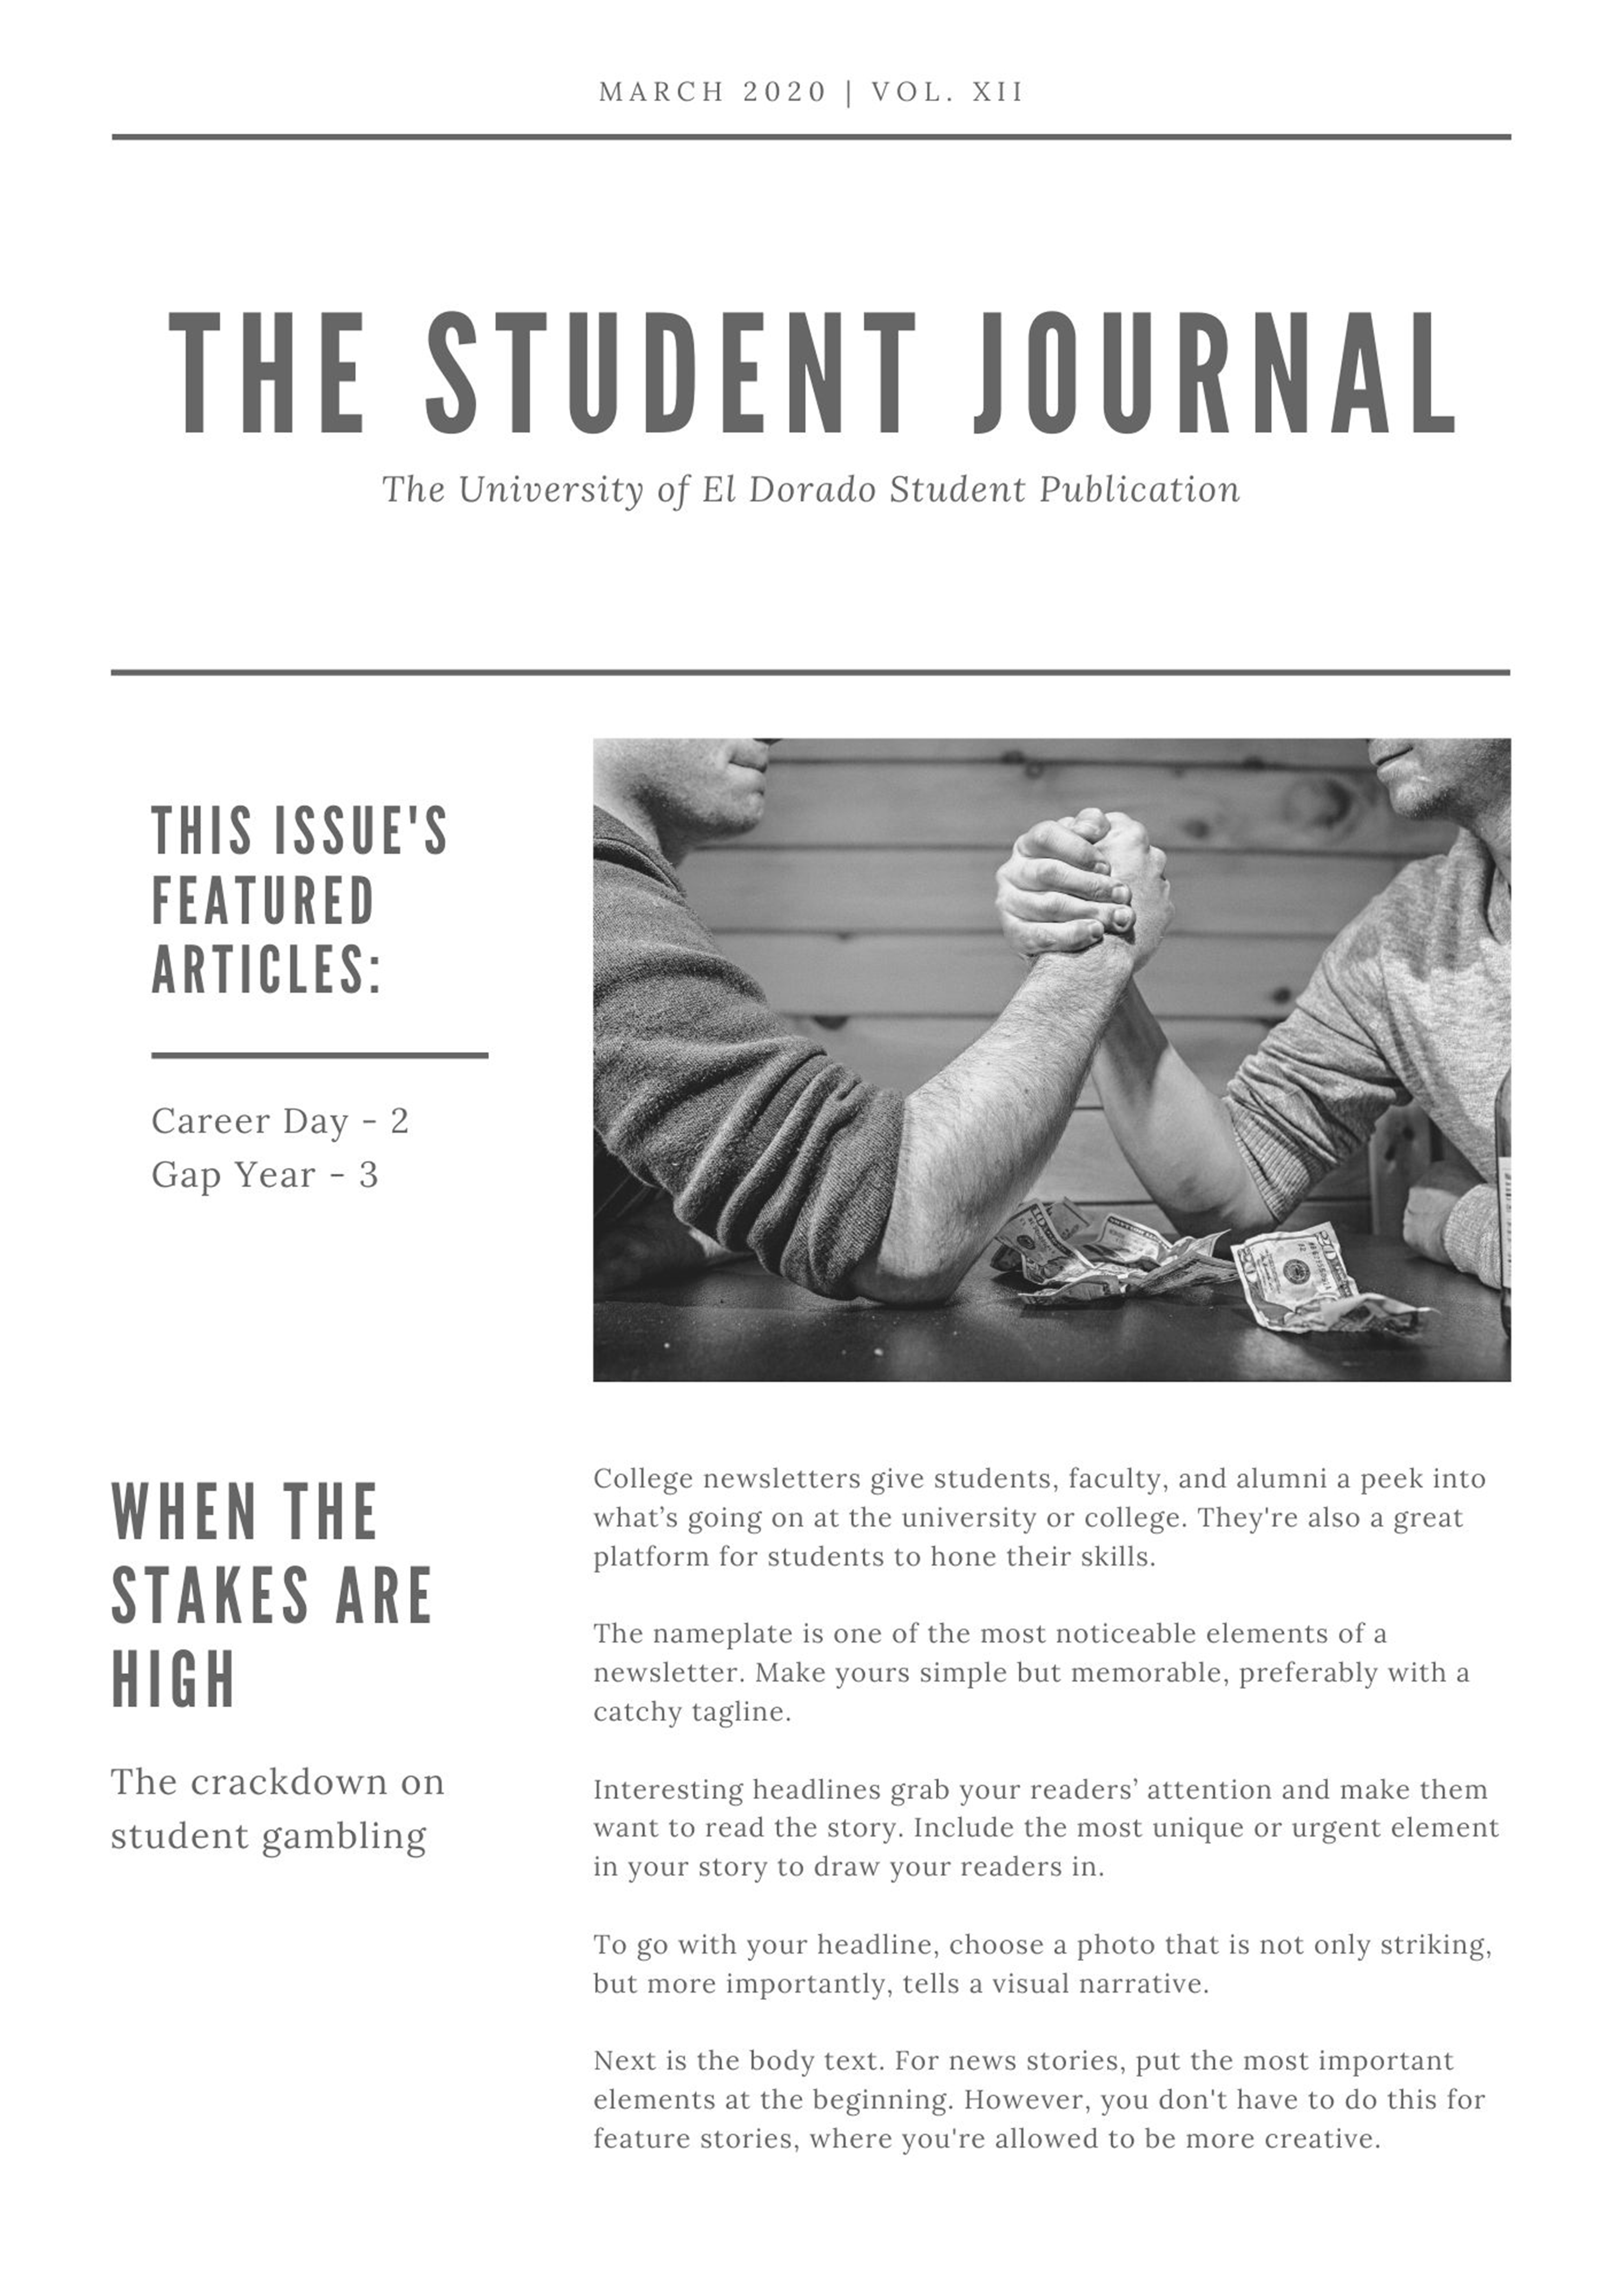 MARCH 2020 | VOL. XII
THE STUDENT JOURNAL
The University of El Dorado Student Publication
THIS ISSUE'S
FEATURED
ARTICLES:
Career Day - 2
Gap Year - 3
WHEN THE
STAKES ARE
HIGH
The crackdown on
student gambling
College newsletters give students, faculty, and alumni a peek into
what’s going on at the university or college. They're also a great
platform for students to hone their skills.
The nameplate is one of the most noticeable elements of a
newsletter. Make yours simple but memorable, preferably with a
catchy tagline.
Interesting headlines grab your readers’ attention and make them
want to read the story. Include the most unique or urgent element
in your story to draw your readers in.
To go with your headline, choose a photo that is not only striking,
but more importantly, tells a visual narrative.
Next is the body text. For news stories, put the most important
elements at the beginning. However, you don't have to do this for
feature stories, where you're allowed to be more creative.